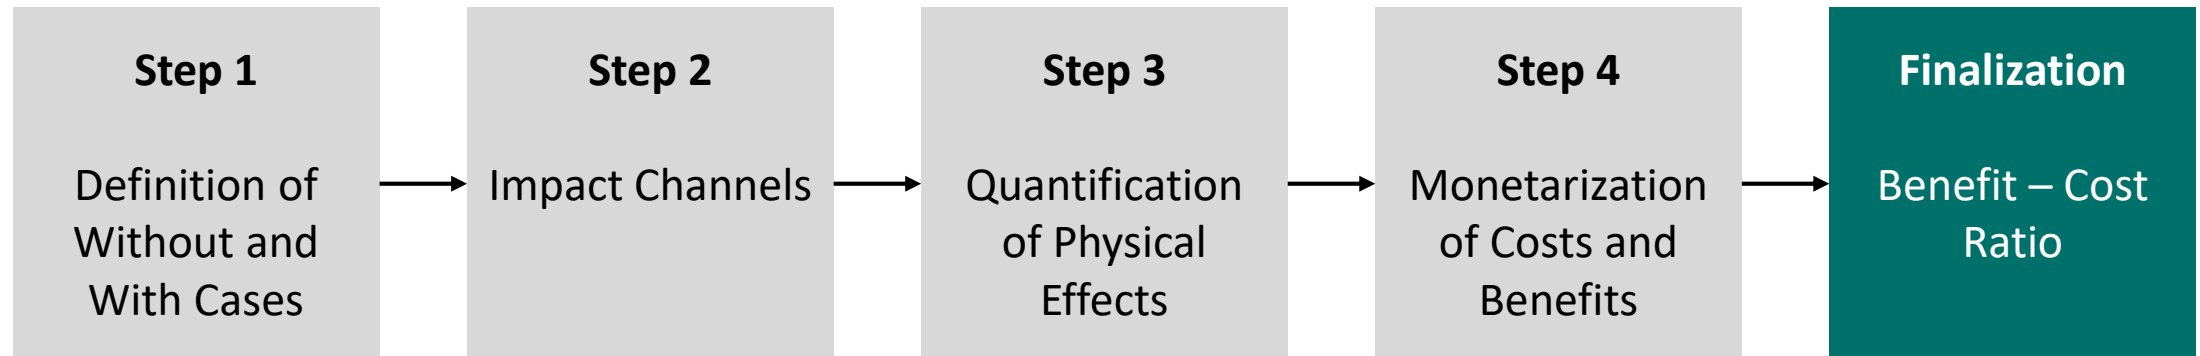 Step 1
Definition of
Without and
With Cases
Step 2
Impact Channels
Step 3
Quantification
of Physical
Effects
Step 4
Monetarization
of Costs and
Benefits
Finalization
Benefit – Cost
Ratio